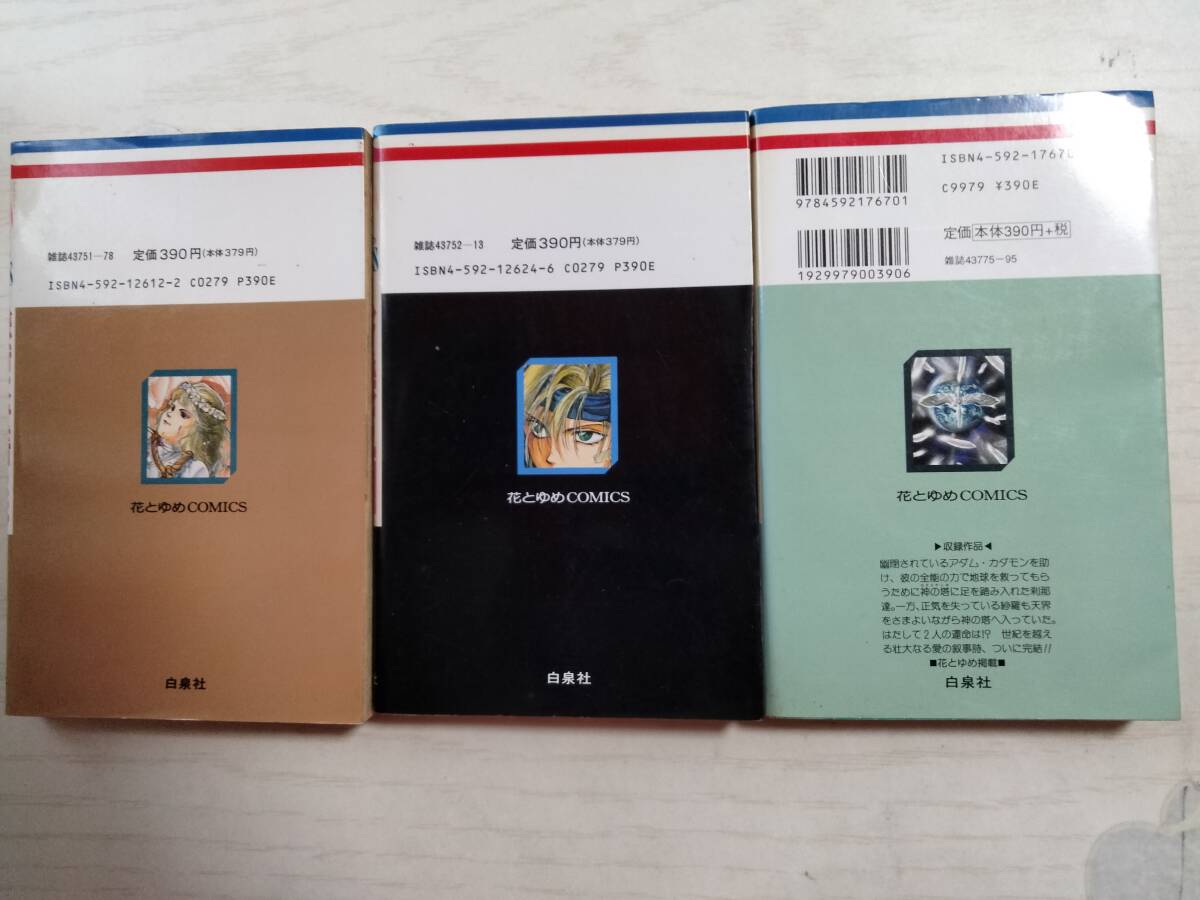 雑誌43751-78 定価390円(本体379円)
ISBN4-592-12612-2 C0279 P390E
花とゆめCOMICS
白泉社
雑誌43752-13 定価390円(本体379円)
ISBN4-592-12624-6 C0279 P390E
花とゆめCOMICS
白泉社
9784592176701
ISBN4-592-1767
C9979 ¥390E
1929979003906
定価 本体390円+税
雑誌43775-95
花とゆめCOMICS
▶収録作品◀
幽閉されているアダム・カダモンを助
け、彼の全能の力で地球を救ってもら
うために神の塔に足を踏み入れた刹那
達。一方、正気を失っている紗羅も天界
をさまよいながら神の塔へ入っていた。
はたして2人の運命は!? 世紀を越え
る壮大なる愛の叙事詩、ついに完結!!
■花とゆめ掲載■
白泉社